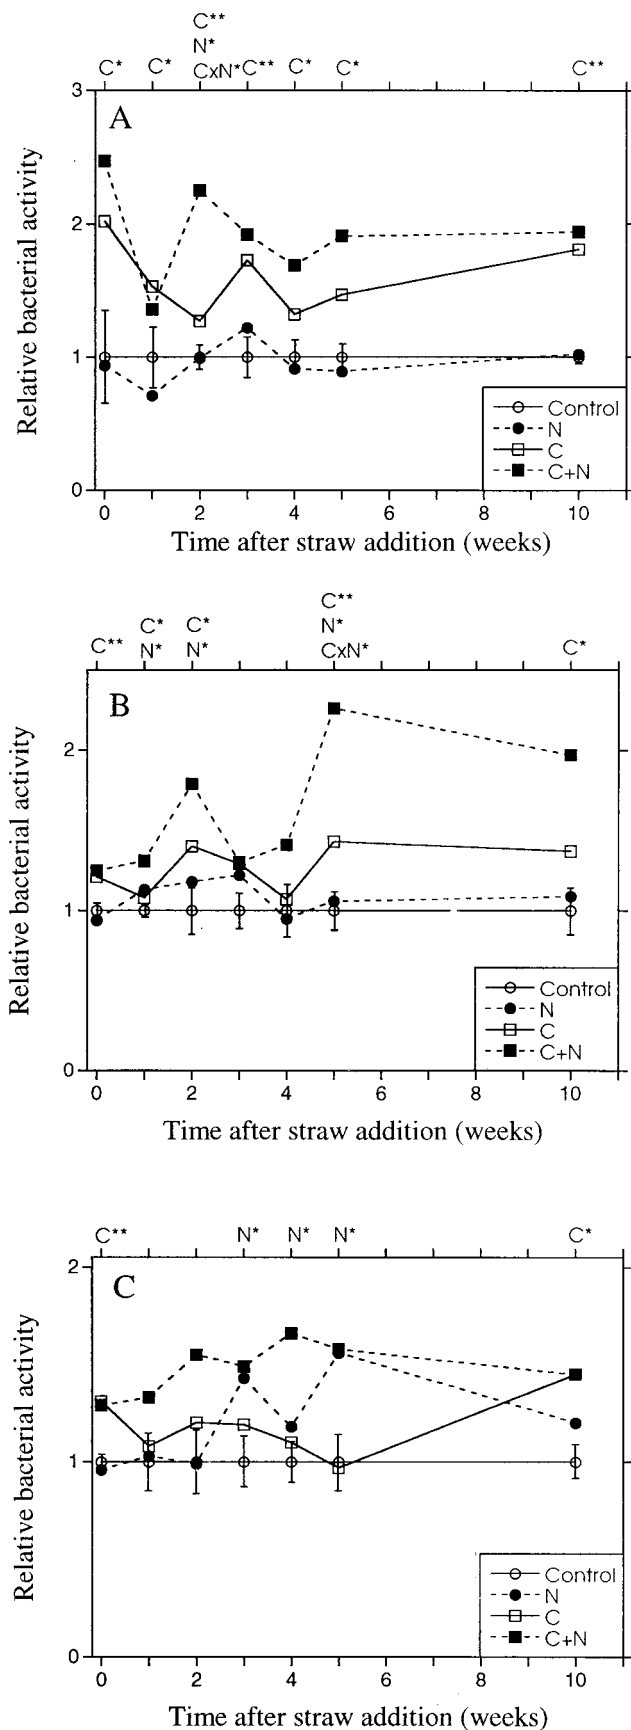 C**
N*
C* C* CxN* C** C* C* C**
3
A
2
1
0
Relative bacterial activity
Control
N
C
C+N
0 2 4 6 8 10
Time after straw addition (weeks)
C**
C* C* N*
C** N* N* CxN* C*
B
2
1
0
Relative bacterial activity
Control
N
C
C+N
0 2 4 6 8 10
Time after straw addition (weeks)
C** N* N* N* C*
2
C
1
0
Relative bacterial activity
Control
N
C
C+N
0 2 4 6 8 10
Time after straw addition (weeks)